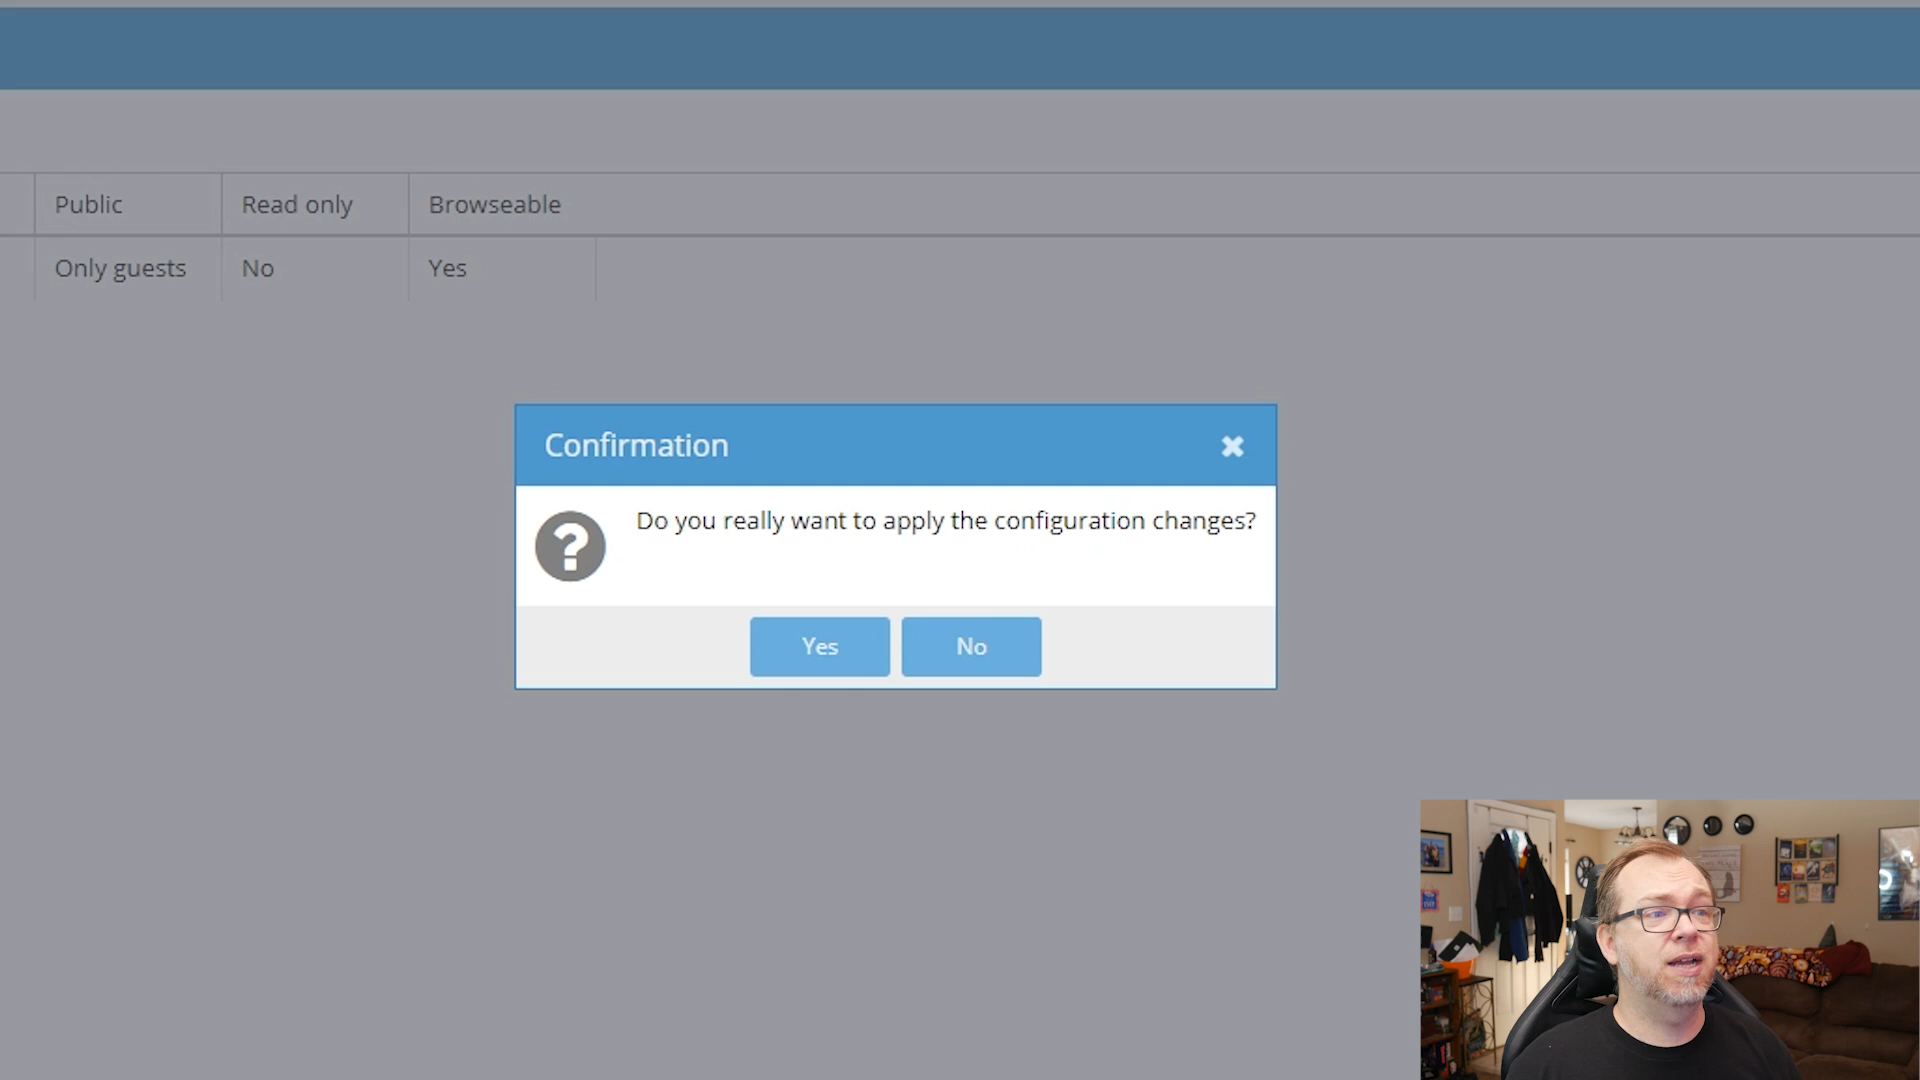 Public Read only Browseable
Only guests No Yes
Confirmation
Do you really want to apply the configuration changes?
Yes No